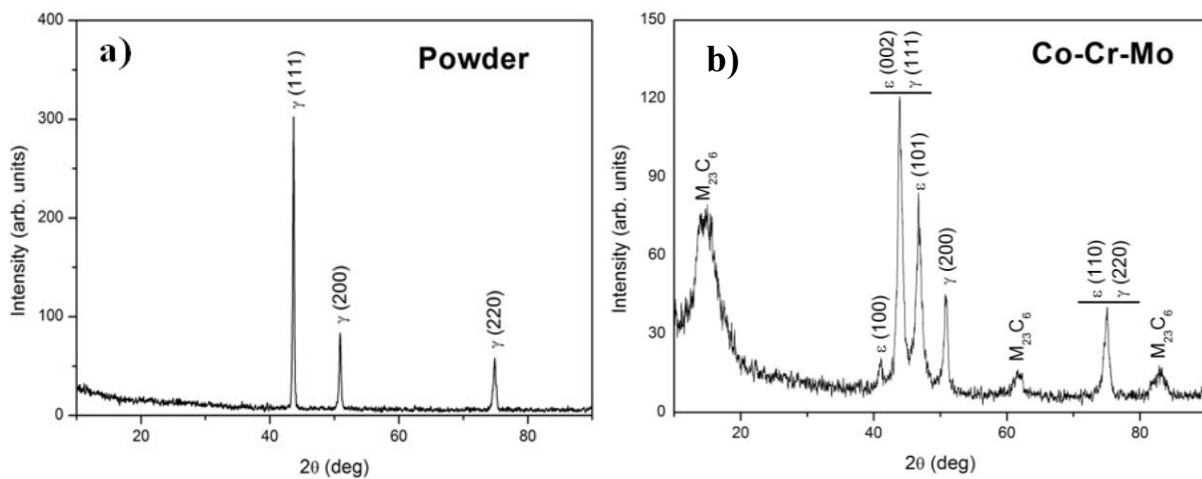 a)
Powder
400
300
200
100
0
Intensity (arb. units)
γ (111)
γ (200)
γ (220)
20
40
60
80
2θ (deg)
b)
Co-Cr-Mo
150
120
90
60
30
0
Intensity (arb. units)
M₂₃C₆
ε (100)
ε (002)
γ (111)
ε (101)
γ (200)
M₂₃C₆
ε (110)
γ (220)
M₂₃C₆
20
40
60
80
2θ (deg)